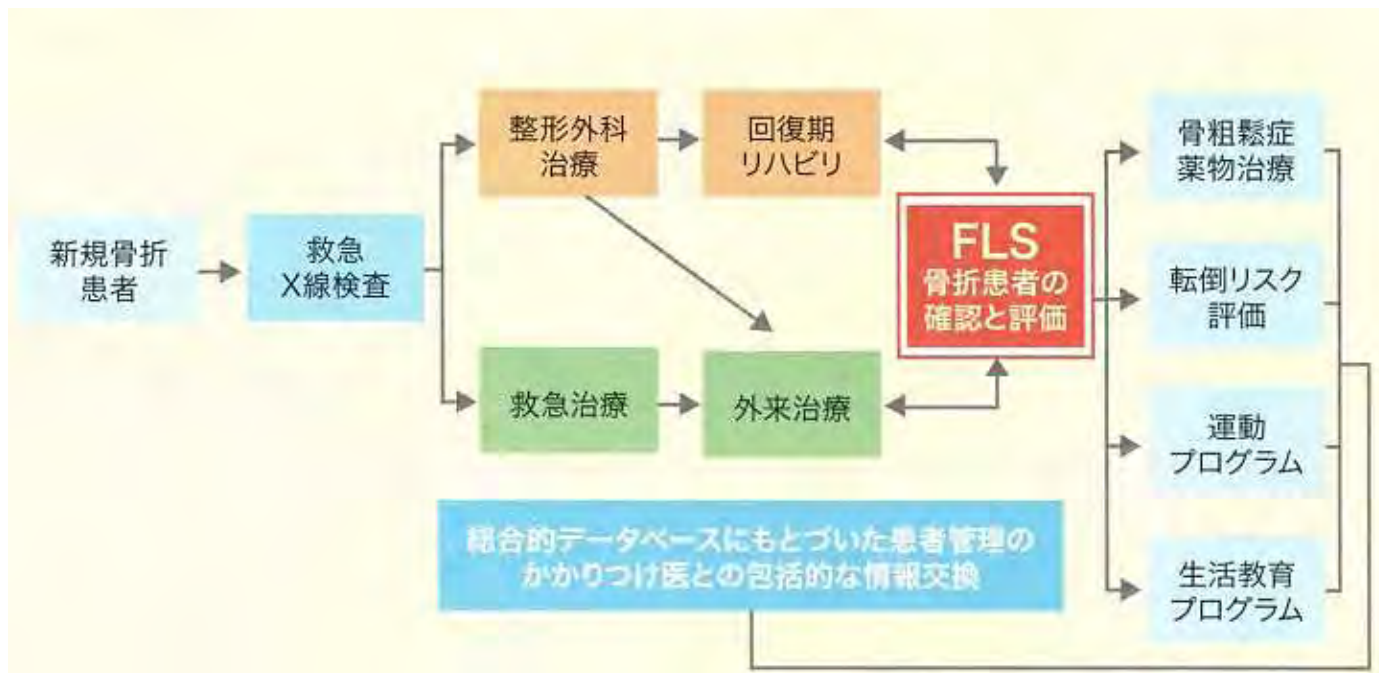 新規骨折
患者
救急
X線検査
整形外科
治療
回復期
リハビリ
救急治療
外来治療
FLS
骨折患者の
確認と評価
骨粗鬆症
薬物治療
転倒リスク
評価
運動
プログラム
生活教育
プログラム
総合的データベースにもとづいた患者管理の
かかりつけ医との包括的な情報交換